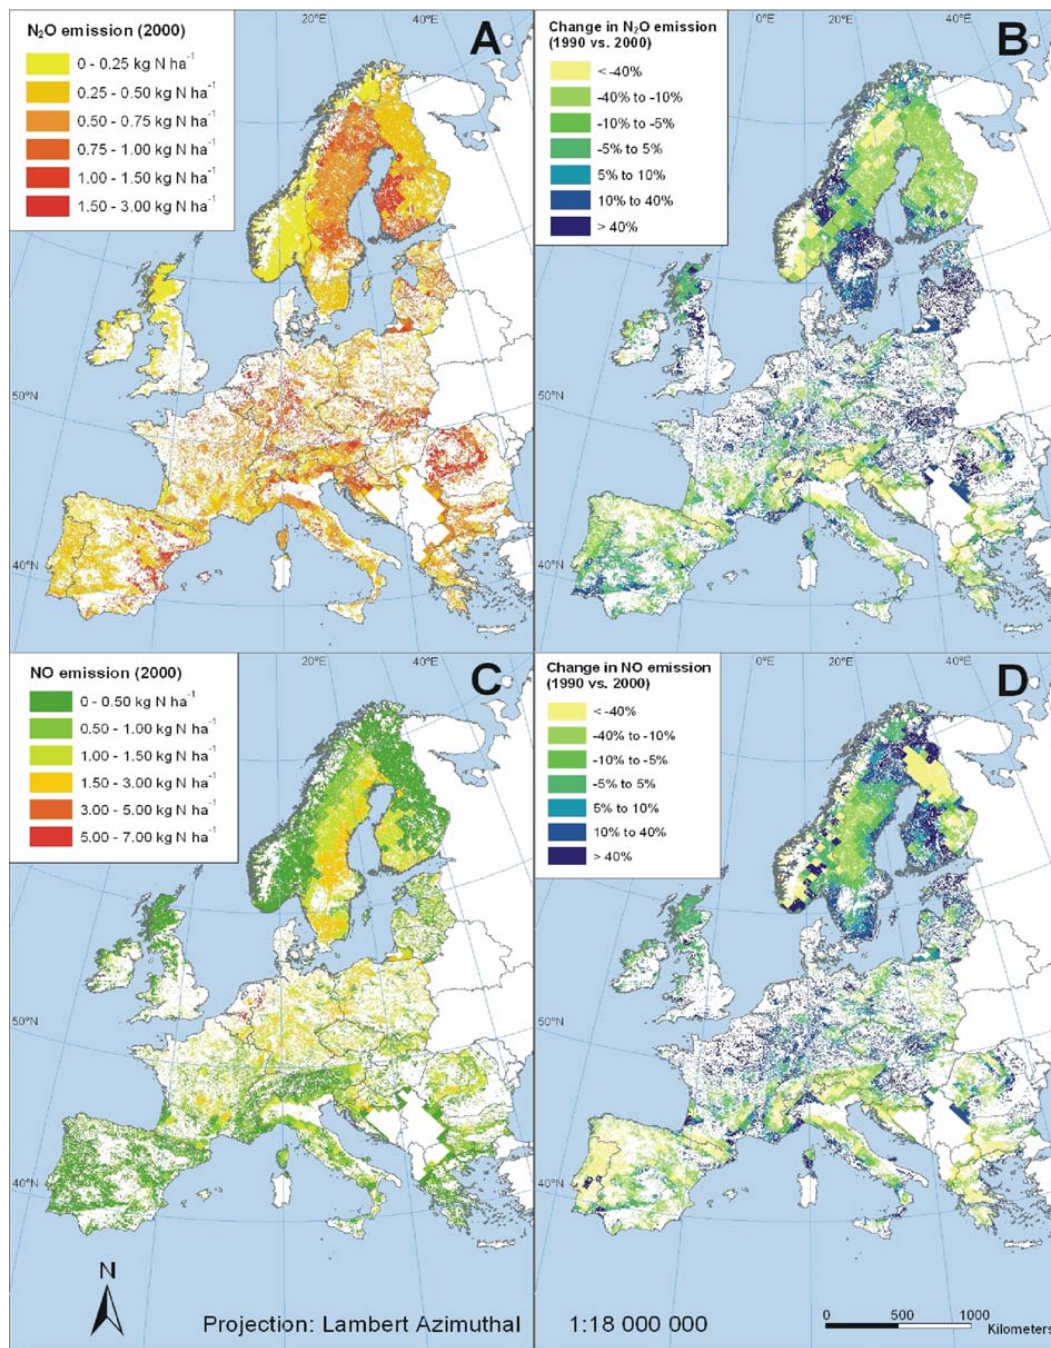 20°E
40°E
N₂O emission (2000)
A
0 - 0.25 kg N ha⁻¹
0.25 - 0.50 kg N ha⁻¹
0.50 - 0.75 kg N ha⁻¹
0.75 - 1.00 kg N ha⁻¹
1.00 - 1.50 kg N ha⁻¹
1.50 - 3.00 kg N ha⁻¹
50°N
40°N
0°E
20°E
40°E
Change in N₂O emission
(1990 vs. 2000)
B
< -40%
-40% to -10%
-10% to -5%
-5% to 5%
5% to 10%
10% to 40%
> 40%
50°N
40°N
20°E
40°E
NO emission (2000)
C
0 - 0.50 kg N ha⁻¹
0.50 - 1.00 kg N ha⁻¹
1.00 - 1.50 kg N ha⁻¹
1.50 - 3.00 kg N ha⁻¹
3.00 - 5.00 kg N ha⁻¹
5.00 - 7.00 kg N ha⁻¹
50°N
40°N
N
Projection: Lambert Azimuthal
0°E
20°E
40°E
Change in NO emission
(1990 vs. 2000)
D
< -40%
-40% to -10%
-10% to -5%
-5% to 5%
5% to 10%
10% to 40%
> 40%
50°N
40°N
1:18 000 000
0 500 1000
Kilometers